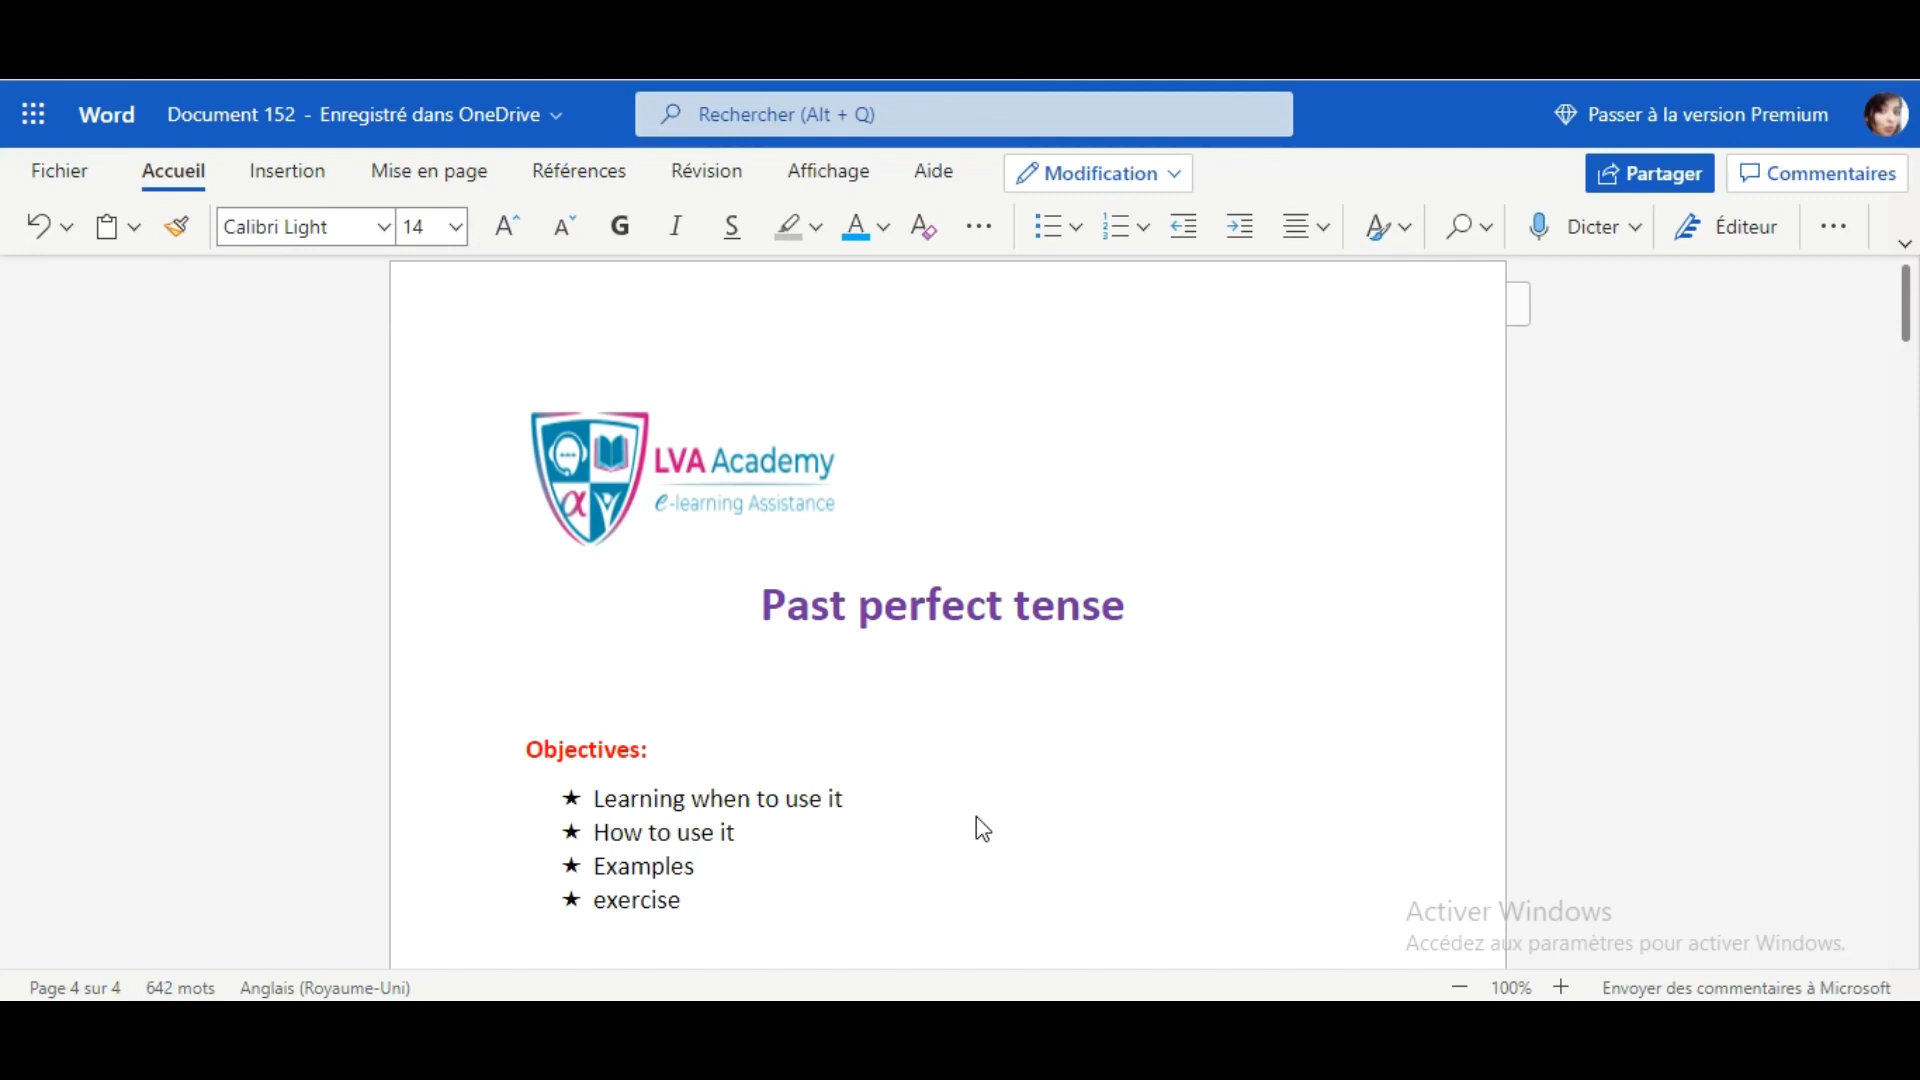 Word Document 152 - Enregistré dans OneDrive Rechercher (Alt + Q) Passer à la version Premium
Fichier Accueil Insertion Mise en page Références Révision Affichage Aide Modification Partager Commentaires
Calibri Light 14 G I S Dicter Éditeur
LVA Academy
e-learning Assistance
Past perfect tense
Objectives:
★ Learning when to use it
★ How to use it
★ Examples
★ exercise
Activer Windows
Accédez aux paramètres pour activer Windows.
Page 4 sur 4 642 mots Anglais (Royaume-Uni) 100% Envoyer des commentaires à Microsoft